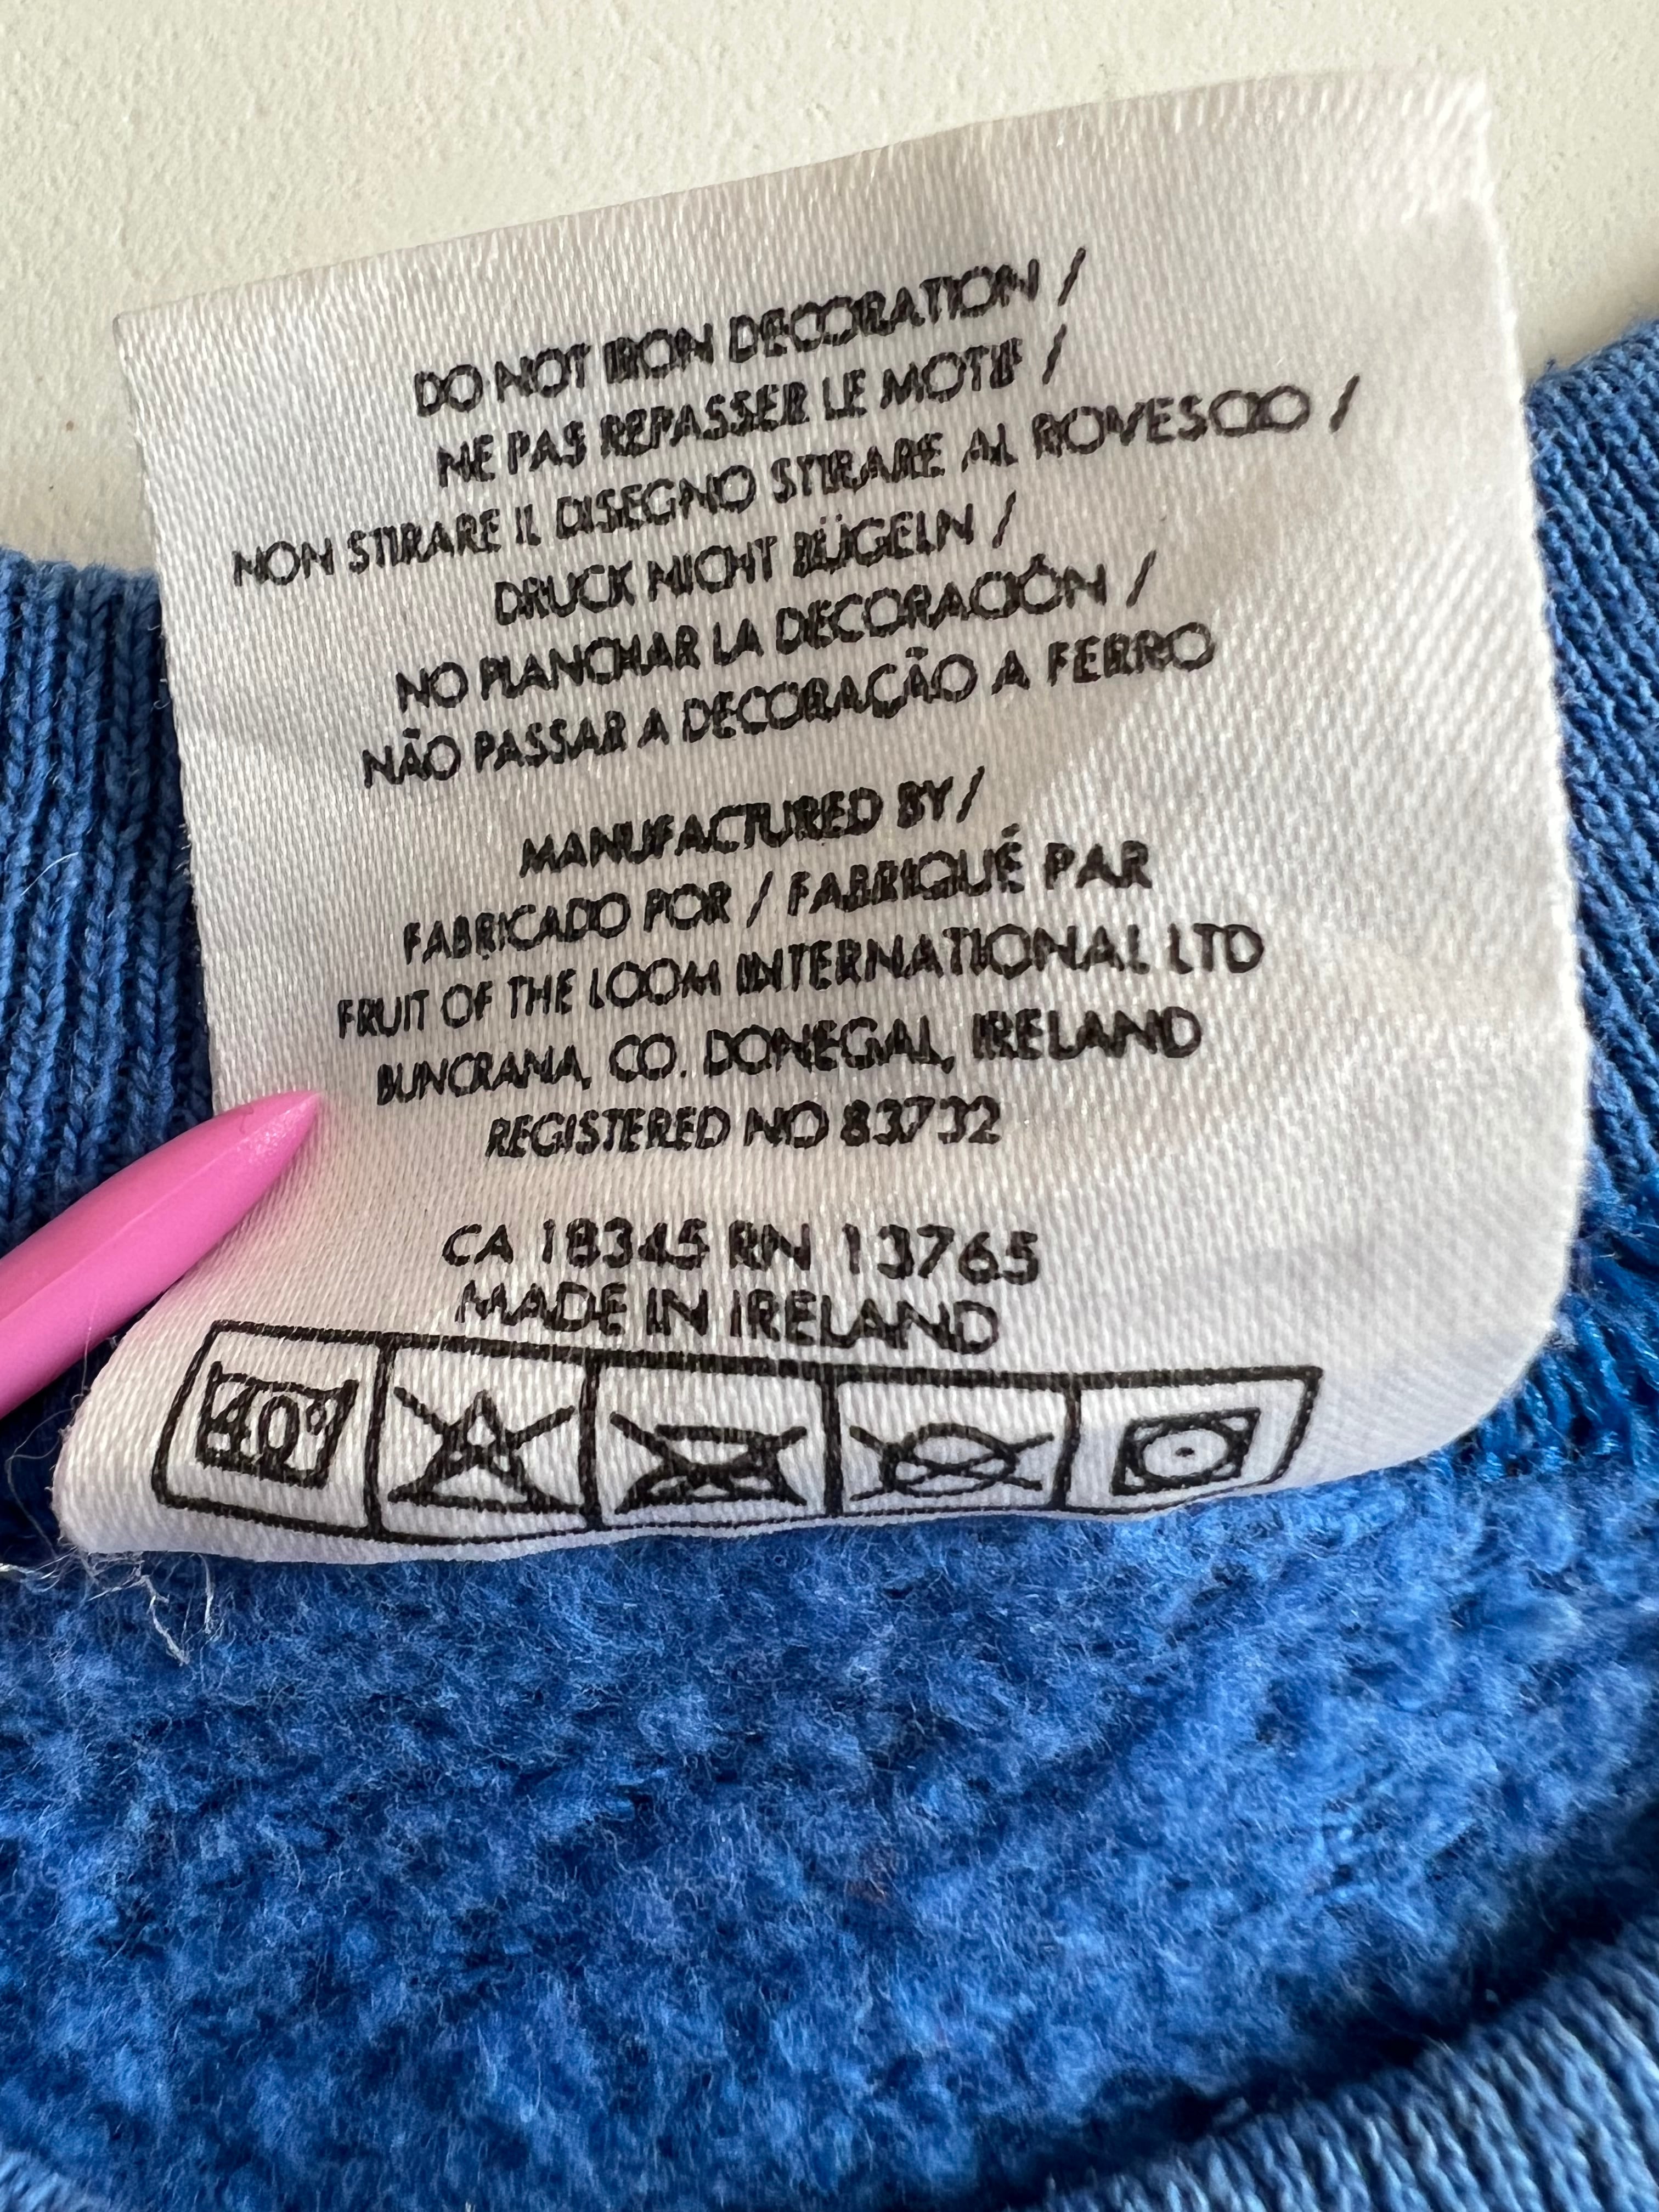 DO NOT IRON DECORATION /
NE PAS REPASSER LE MOTIF /
NON STIRARE IL DISEGNO STIRARE AL ROVESCIO /
DRUCK NICHT BÜGELN /
NO PLANCHAR LA DECORACIÓN /
NÃO PASSAR A DECORAÇÃO A FERRO
MANUFACTURED BY /
FABRICADO POR / FABRIQUÉ PAR
FRUIT OF THE LOOM INTERNATIONAL LTD
BUNCRANA, CO. DONEGAL, IRELAND
REGISTERED NO 83732
CA 18345 RN 13765
MADE IN IRELAND
40°